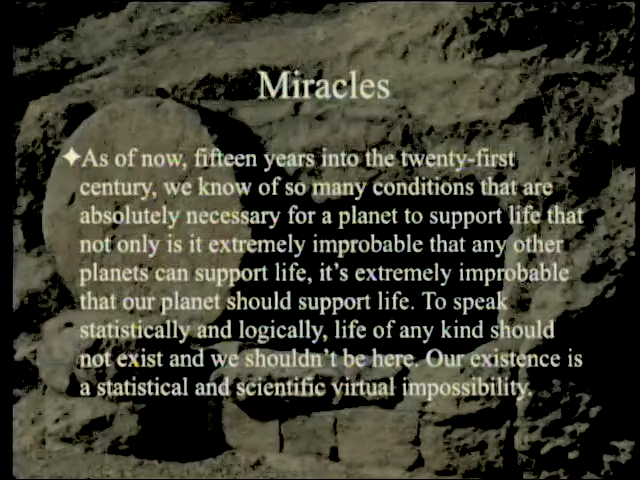 Miracles
✦As of now, fifteen years into the twenty-first
century, we know of so many conditions that are
absolutely necessary for a planet to support life that
not only is it extremely improbable that any other
planets can support life, it's extremely improbable
that our planet should support life. To speak
statistically and logically, life of any kind should
not exist and we shouldn't be here. Our existence is
a statistical and scientific virtual impossibility.